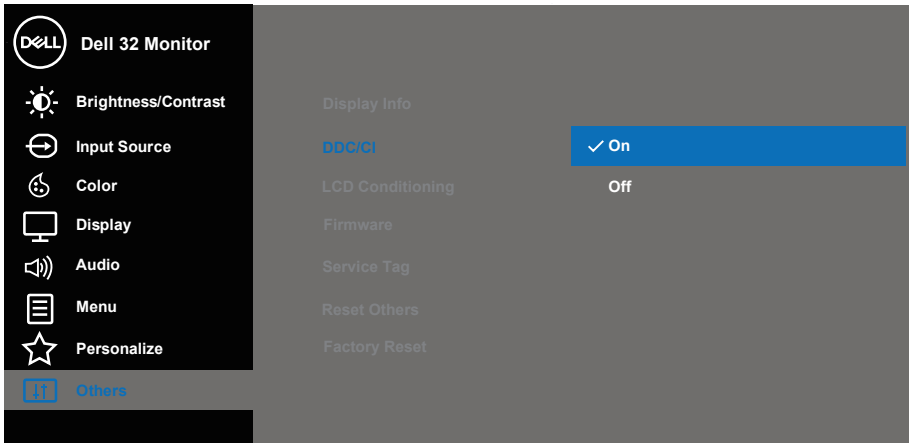 DELL
Dell 32 Monitor
Brightness/Contrast
Input Source
Color
Display
Audio
Menu
Personalize
Others
Display Info
DDC/CI
LCD Conditioning
Firmware
Service Tag
Reset Others
Factory Reset
On
Off